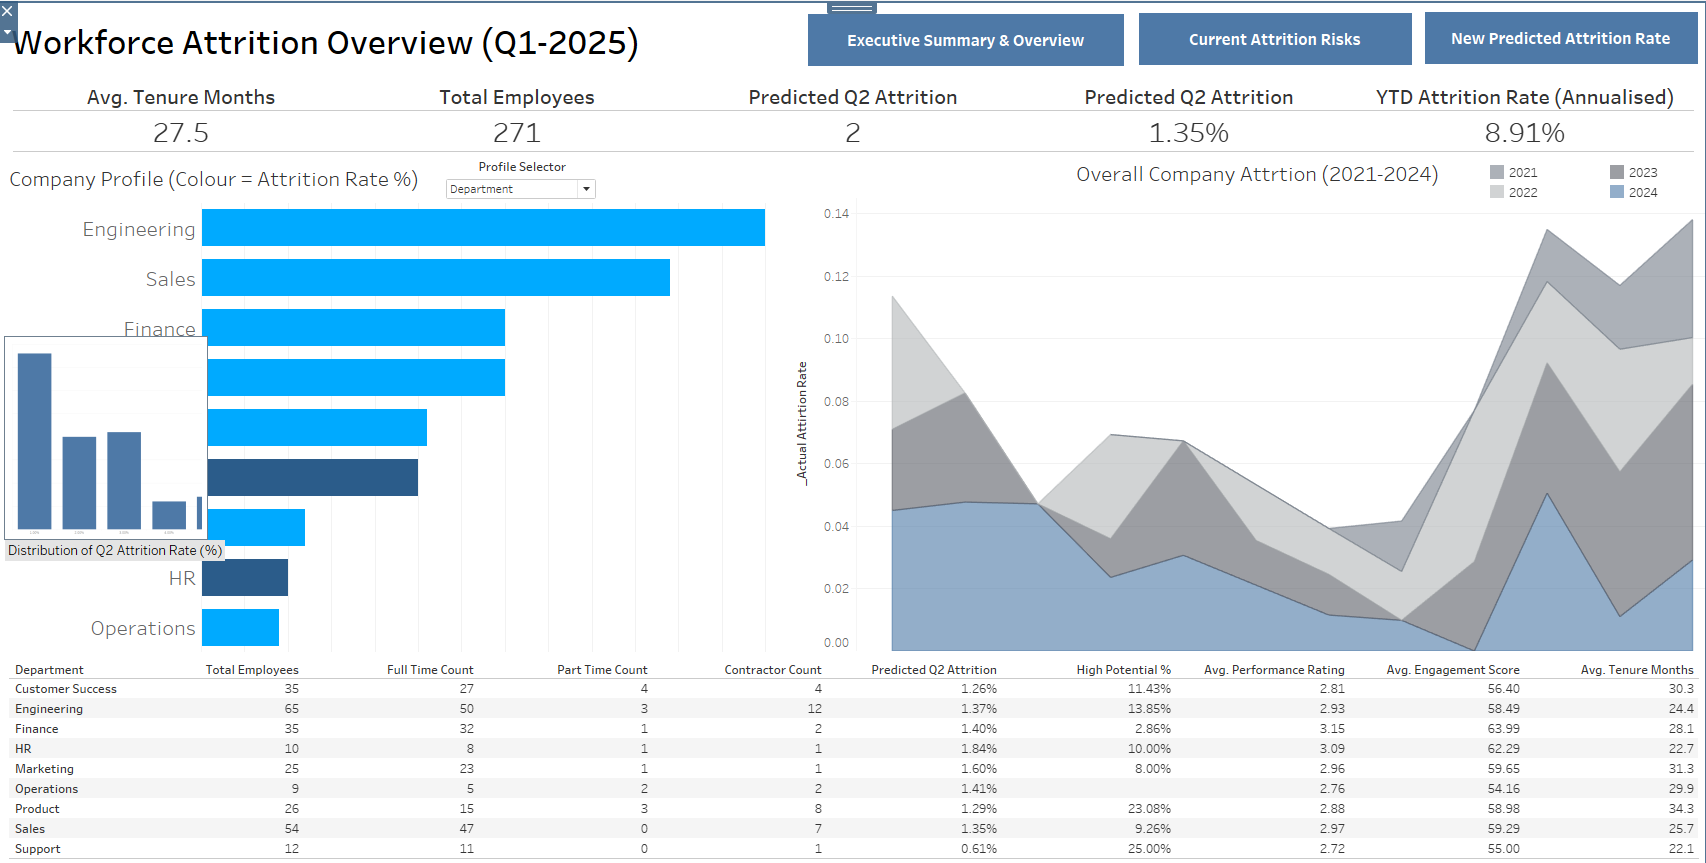 Workforce Attrition Overview (Q1-2025)
Executive Summary & Overview
Current Attrition Risks
New Predicted Attrition Rate
Avg. Tenure Months Total Employees Predicted Q2 Attrition Predicted Q2 Attrition YTD Attrition Rate (Annualised)
27.5 271 2 1.35% 8.91%
Company Profile (Colour = Attrition Rate %)
Profile Selector
Department
Engineering
Sales
Finance
HR
Operations
Distribution of Q2 Attrition Rate (%)
Overall Company Attrtion (2021-2024)
2021 2023
2022 2024
_Actual Attirtion Rate
0.14
0.12
0.10
0.08
0.06
0.04
0.02
0.00
Department Total Employees Full Time Count Part Time Count Contractor Count Predicted Q2 Attrition High Potential % Avg. Performance Rating Avg. Engagement Score Avg. Tenure Months
Customer Success 35 27 4 4 1.26% 11.43% 2.81 56.40 30.3
Engineering 65 50 3 12 1.37% 13.85% 2.93 58.49 24.4
Finance 35 32 1 2 1.40% 2.86% 3.15 63.99 28.1
HR 10 8 1 1 1.84% 10.00% 3.09 62.29 22.7
Marketing 25 23 1 1 1.60% 8.00% 2.96 59.65 31.3
Operations 9 5 2 2 1.41% 2.76 54.16 29.9
Product 26 15 3 8 1.29% 23.08% 2.88 58.98 34.3
Sales 54 47 0 7 1.35% 9.26% 2.97 59.29 25.7
Support 12 11 0 1 0.61% 25.00% 2.72 55.00 22.1